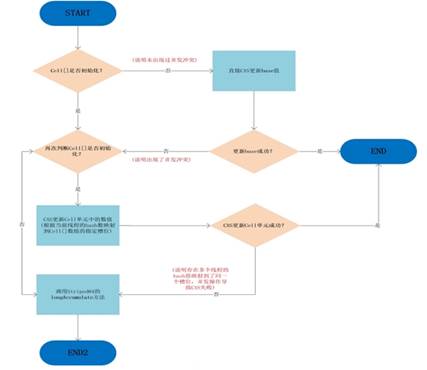 START
Cell[]是否初始化?
(说明未出现过并发冲突)
否
直接CAS更新base值
是
再次判断Cell[]是否初始
化?
否
(说明出现了并发冲突)
更新base成功?
是
END
是
CAS更新Cell单元中的数值
(根据当前线程的hash数映射
到Cell[]数组的指定槽位)
CAS更新Cell单元成功?
是
否
(说明存在多个线程的
hash值映射到了同一
个槽位,并发操作导
致CAS失败)
否
调用Striped64的
longAccumulate方法
END2